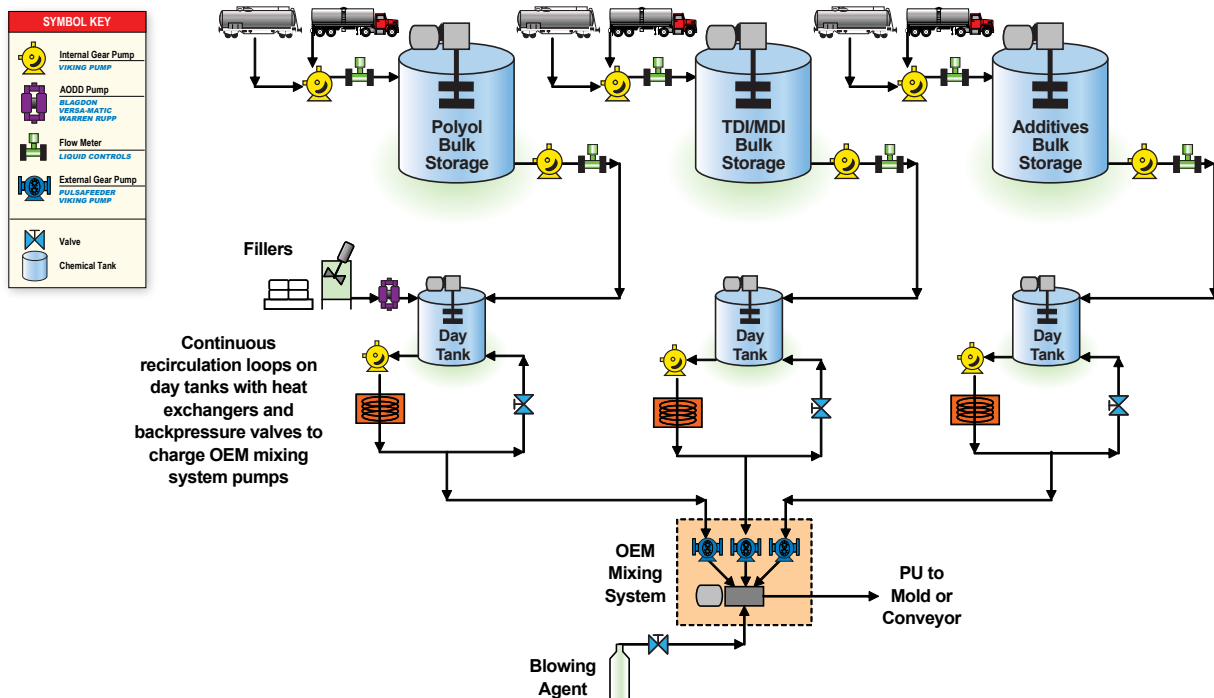 SYMBOL KEY
Internal Gear Pump
VIKING PUMP
AODD Pump
BLAGDON
VERSA-MATIC
WARREN RUPP
Flow Meter
LIQUID CONTROLS
External Gear Pump
PULSAFEEDER
VIKING PUMP
Valve
Chemical Tank
Polyol
Bulk
Storage
TDI/MDI
Bulk
Storage
Additives
Bulk
Storage
Fillers
Day
Tank
Day
Tank
Day
Tank
Continuous
recirculation loops on
day tanks with heat
exchangers and
backpressure valves to
charge OEM mixing
system pumps
OEM
Mixing
System
PU to
Mold or
Conveyor
Blowing
Agent